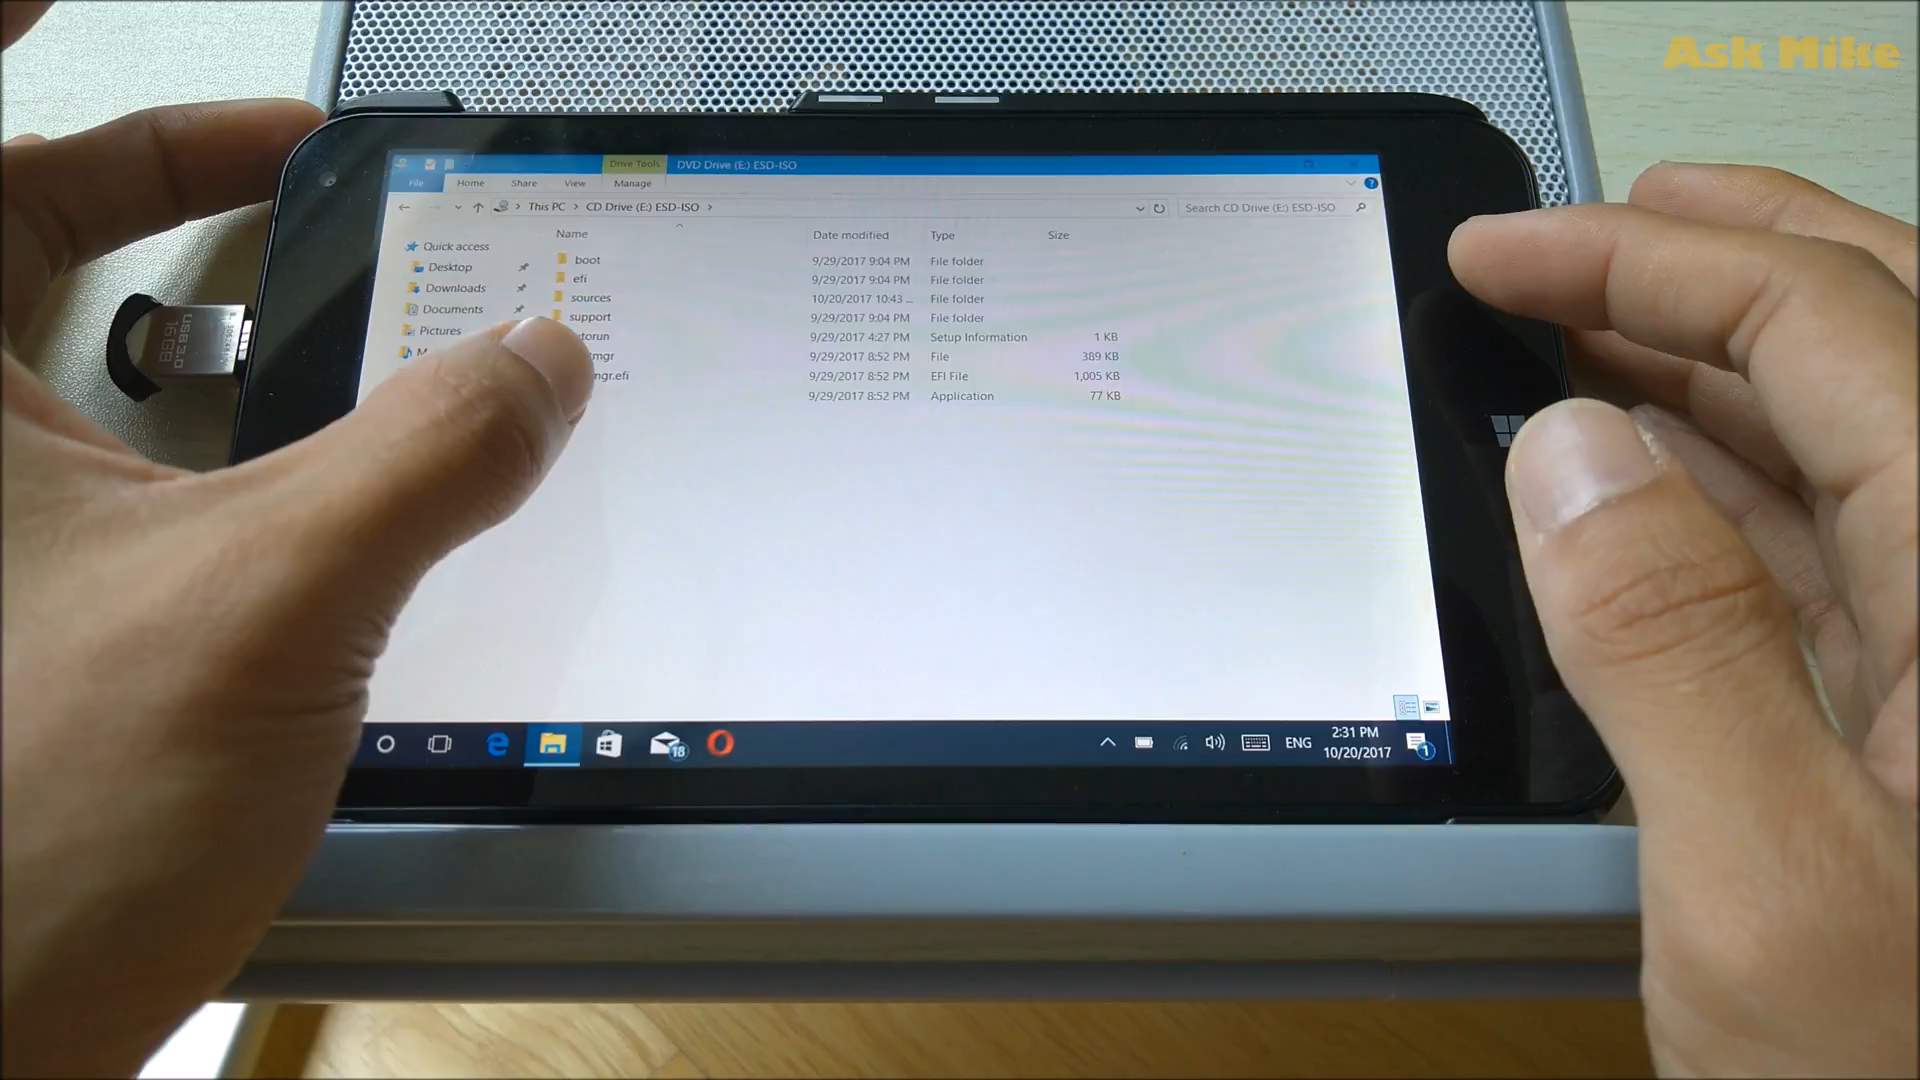 Ask Mike
Drive Tools DVD Drive (E:) ESD-ISO
File Home Share View Manage
This PC > CD Drive (E:) ESD-ISO > Search CD Drive (E:) ESD-ISO
Name Date modified Type Size
Quick access
Desktop
Downloads
Documents
Pictures
boot 9/29/2017 9:04 PM File folder
efi 9/29/2017 9:04 PM File folder
sources 10/20/2017 10:43 ... File folder
support 9/29/2017 9:04 PM File folder
9/29/2017 4:27 PM Setup Information 1 KB
9/29/2017 8:52 PM File 389 KB
9/29/2017 8:52 PM EFI File 1,005 KB
9/29/2017 8:52 PM Application 77 KB
USB3.0
16GB
18
ENG
2:31 PM
10/20/2017
1